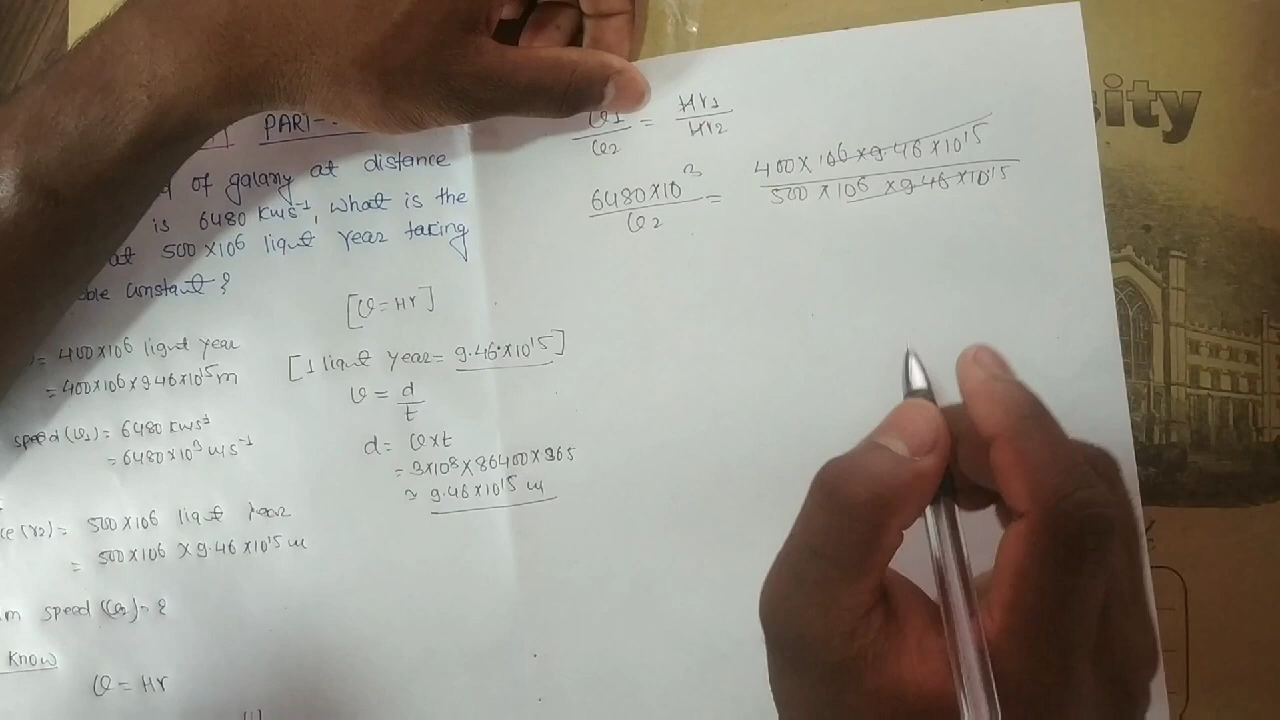 PART-
of galaxy at distance
is 6480 Kms⁻¹, what is the
at 500×10⁶ light year taking
constant ?
[v = Hr]
= 400×10⁶ light year
= 400×10⁶×9.46×10¹⁵m
[1 light year = 9.46×10¹⁵]
v = d/t
speed (v₁) = 6480 kms⁻¹
= 6480×10³ ms⁻¹
d = v×t
= 3×10⁸×86400×365
≈ 9.46×10¹⁵ m
(r₂) = 500×10⁶ light year
= 500×10⁶ × 9.46×10¹⁵ m
speed (v₂) = ?
Know
v = Hr
v₁/v₂ = Hr₁/Hr₂
6480×10³/v₂ = 400×10⁶×9.46×10¹⁵/500×10⁶×9.46×10¹⁵
sity